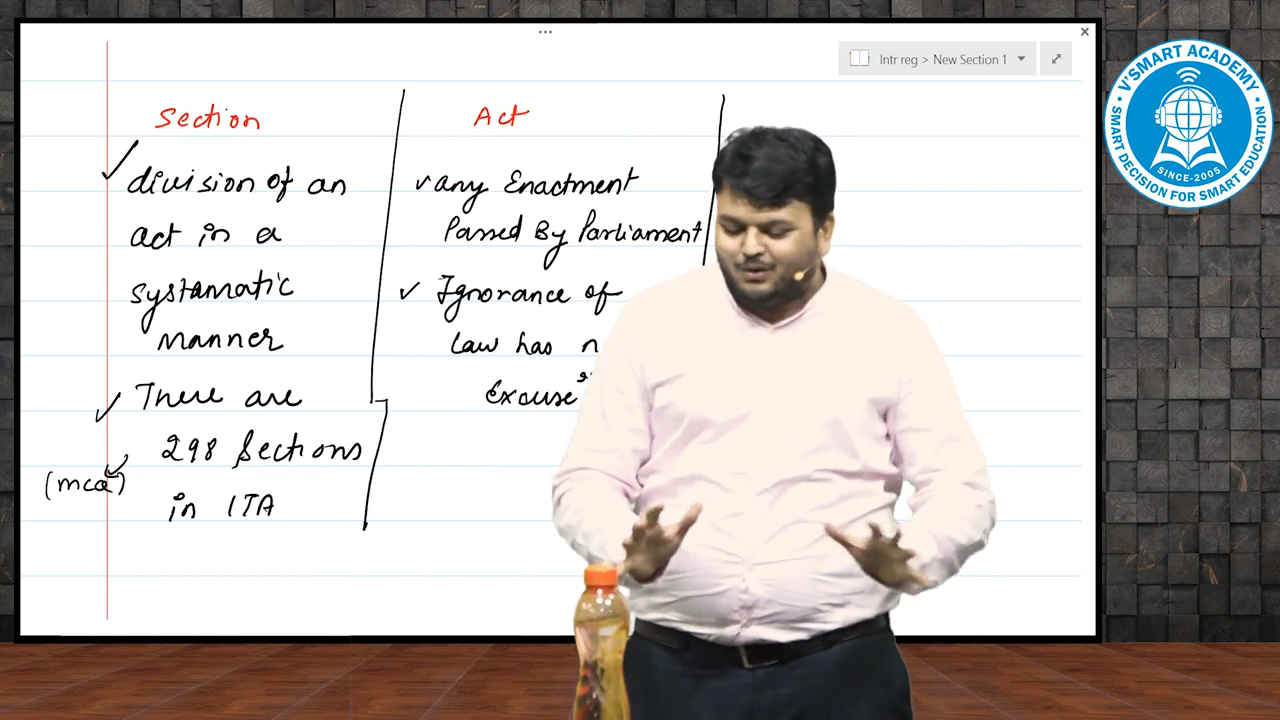 Intr reg > New Section 1
Section
division of an
act in a
systamatic
manner
There are
298 Sections
(mca)
in ITA
Act
any Enactment
Passed By Parliament
Ignorance of
Law has
Excuse
V'SMART ACADEMY
SINCE-2005
SMART DECISION FOR SMART EDUCATION